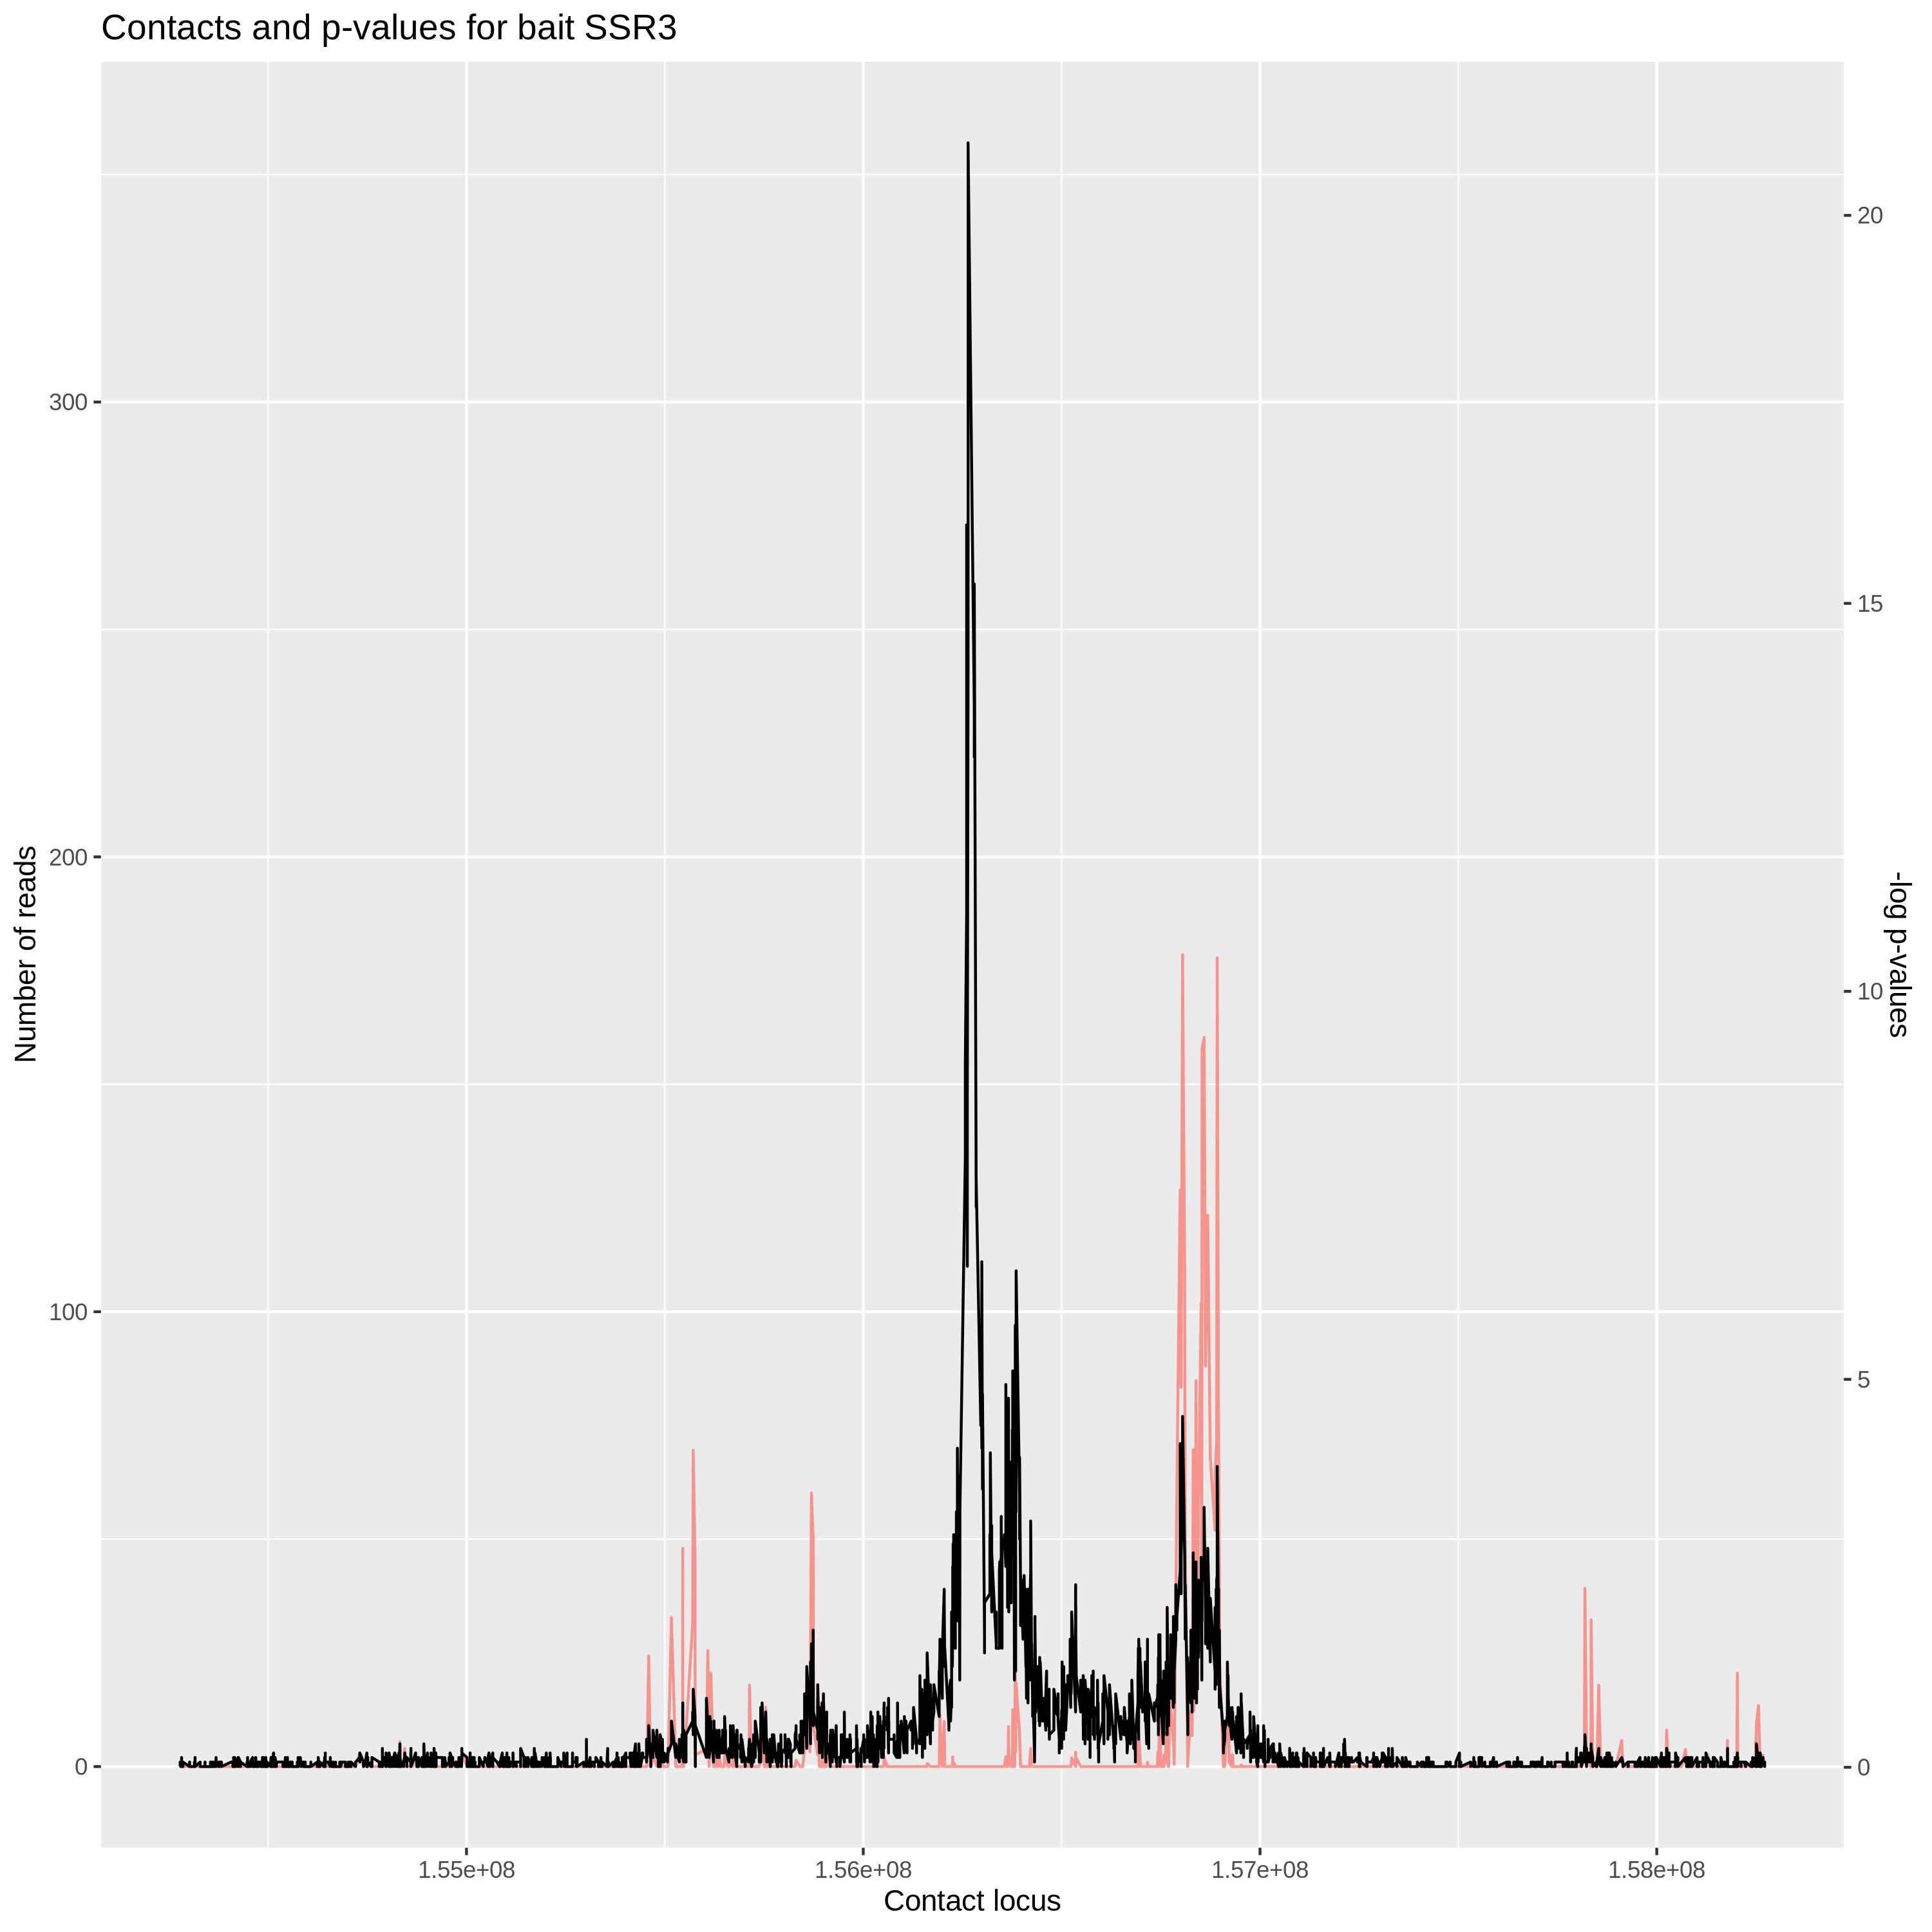 Contacts and p-values for bait SSR3
Number of reads
300
200
100
0
20
15
10
5
0
-log p-values
1.55e+08
1.56e+08
1.57e+08
1.58e+08
Contact locus